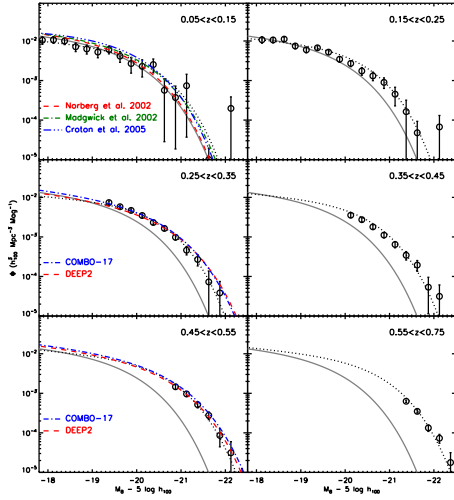 0.05<z<0.15
0.15<z<0.25
10⁻²
10⁻³
10⁻⁴
10⁻⁵
Norberg et al. 2002
Madgwick et al. 2002
Croton et al. 2005
0.25<z<0.35
0.35<z<0.45
10⁻²
10⁻³
10⁻⁴
10⁻⁵
COMBO-17
DEEP2
Φ (h³₁₀₀ Mpc⁻³ Mag⁻¹)
0.45<z<0.55
0.55<z<0.75
10⁻²
10⁻³
10⁻⁴
10⁻⁵
COMBO-17
DEEP2
-18 -19 -20 -21 -22
-18 -19 -20 -21 -22
M_B - 5 log h₁₀₀
M_B - 5 log h₁₀₀